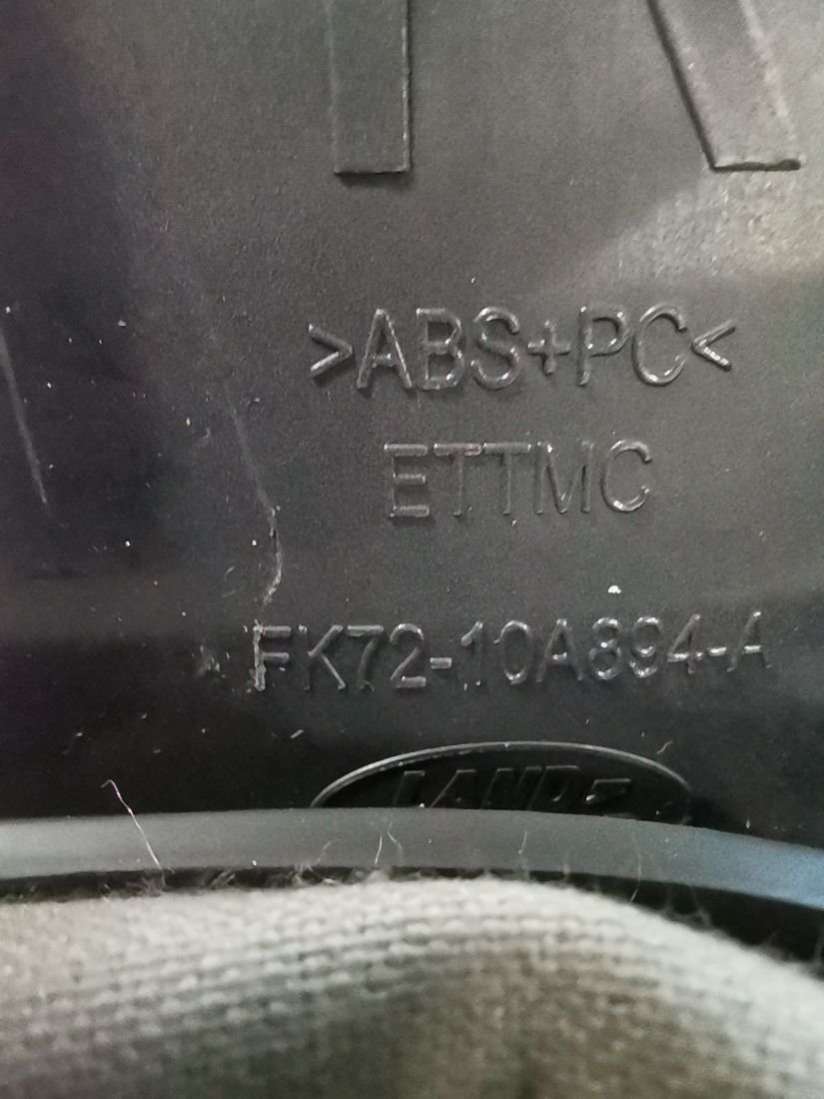 >ABS+PC<
ETTMC
FK72-10A894-A